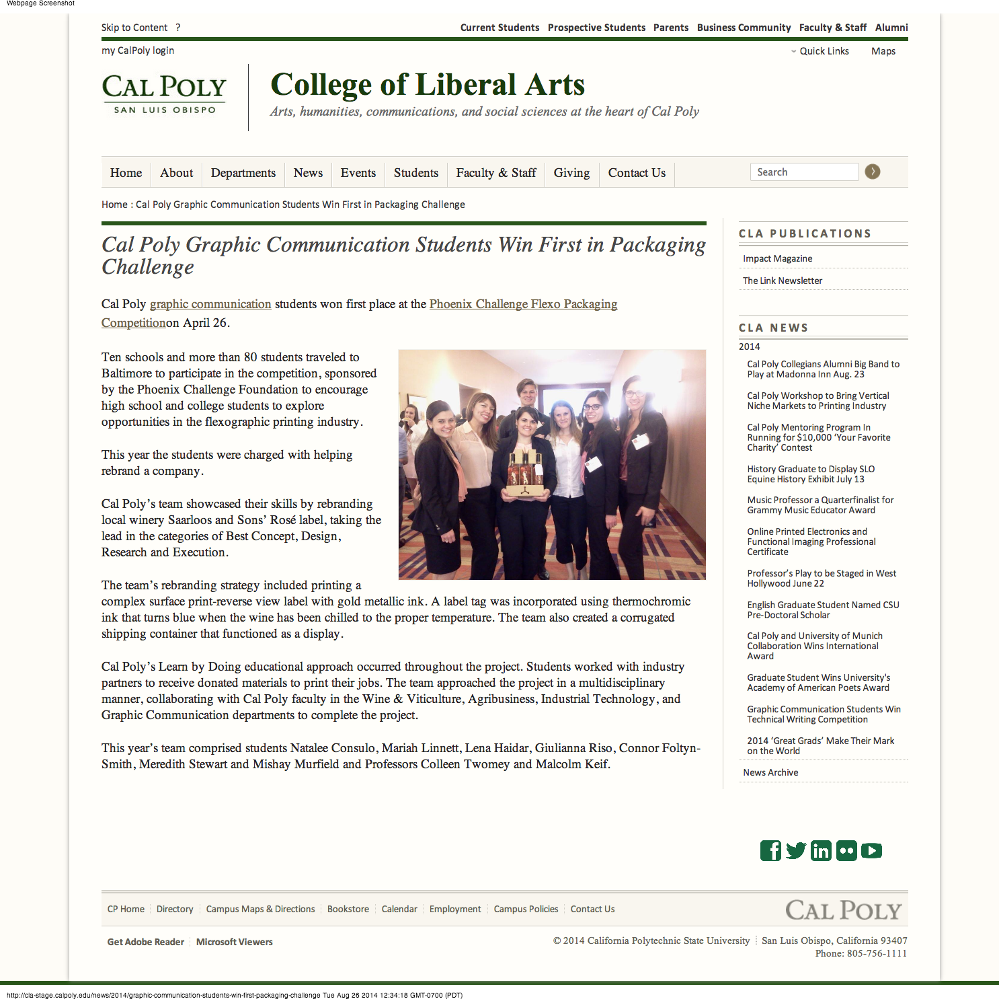 Webpage Screenshot
Skip to Content ?
Current Students Prospective Students Parents Business Community Faculty & Staff Alumni
my CalPoly login
Quick Links Maps
CAL POLY
SAN LUIS OBISPO
College of Liberal Arts
Arts, humanities, communications, and social sciences at the heart of Cal Poly
Home About Departments News Events Students Faculty & Staff Giving Contact Us Search
Home : Cal Poly Graphic Communication Students Win First in Packaging Challenge
Cal Poly Graphic Communication Students Win First in Packaging
Challenge
Cal Poly graphic communication students won first place at the Phoenix Challenge Flexo Packaging
Competitionon April 26.
Ten schools and more than 80 students traveled to
Baltimore to participate in the competition, sponsored
by the Phoenix Challenge Foundation to encourage
high school and college students to explore
opportunities in the flexographic printing industry.
This year the students were charged with helping
rebrand a company.
Cal Poly’s team showcased their skills by rebranding
local winery Saarloos and Sons’ Rosé label, taking the
lead in the categories of Best Concept, Design,
Research and Execution.
The team’s rebranding strategy included printing a
complex surface print-reverse view label with gold metallic ink. A label tag was incorporated using thermochromic
ink that turns blue when the wine has been chilled to the proper temperature. The team also created a corrugated
shipping container that functioned as a display.
Cal Poly’s Learn by Doing educational approach occurred throughout the project. Students worked with industry
partners to receive donated materials to print their jobs. The team approached the project in a multidisciplinary
manner, collaborating with Cal Poly faculty in the Wine & Viticulture, Agribusiness, Industrial Technology, and
Graphic Communication departments to complete the project.
This year’s team comprised students Natalee Consulo, Mariah Linnett, Lena Haidar, Giulianna Riso, Connor Foltyn-
Smith, Meredith Stewart and Mishay Murfield and Professors Colleen Twomey and Malcolm Keif.
CLA PUBLICATIONS
Impact Magazine
The Link Newsletter
CLA NEWS
2014
Cal Poly Collegians Alumni Big Band to
Play at Madonna Inn Aug. 23
Cal Poly Workshop to Bring Vertical
Niche Markets to Printing Industry
Cal Poly Mentoring Program In
Running for $10,000 ‘Your Favorite
Charity’ Contest
History Graduate to Display SLO
Equine History Exhibit July 13
Music Professor a Quarterfinalist for
Grammy Music Educator Award
Online Printed Electronics and
Functional Imaging Professional
Certificate
Professor’s Play to be Staged in West
Hollywood June 22
English Graduate Student Named CSU
Pre-Doctoral Scholar
Cal Poly and University of Munich
Collaboration Wins International
Award
Graduate Student Wins University's
Academy of American Poets Award
Graphic Communication Students Win
Technical Writing Competition
2014 ‘Great Grads’ Make Their Mark
on the World
News Archive
CP Home Directory Campus Maps & Directions Bookstore Calendar Employment Campus Policies Contact Us
CAL POLY
Get Adobe Reader Microsoft Viewers
© 2014 California Polytechnic State University San Luis Obispo, California 93407
Phone: 805-756-1111
http://cla-stage.calpoly.edu/news/2014/graphic-communication-students-win-first-packaging-challenge Tue Aug 26 2014 12:34:18 GMT-0700 (PDT)